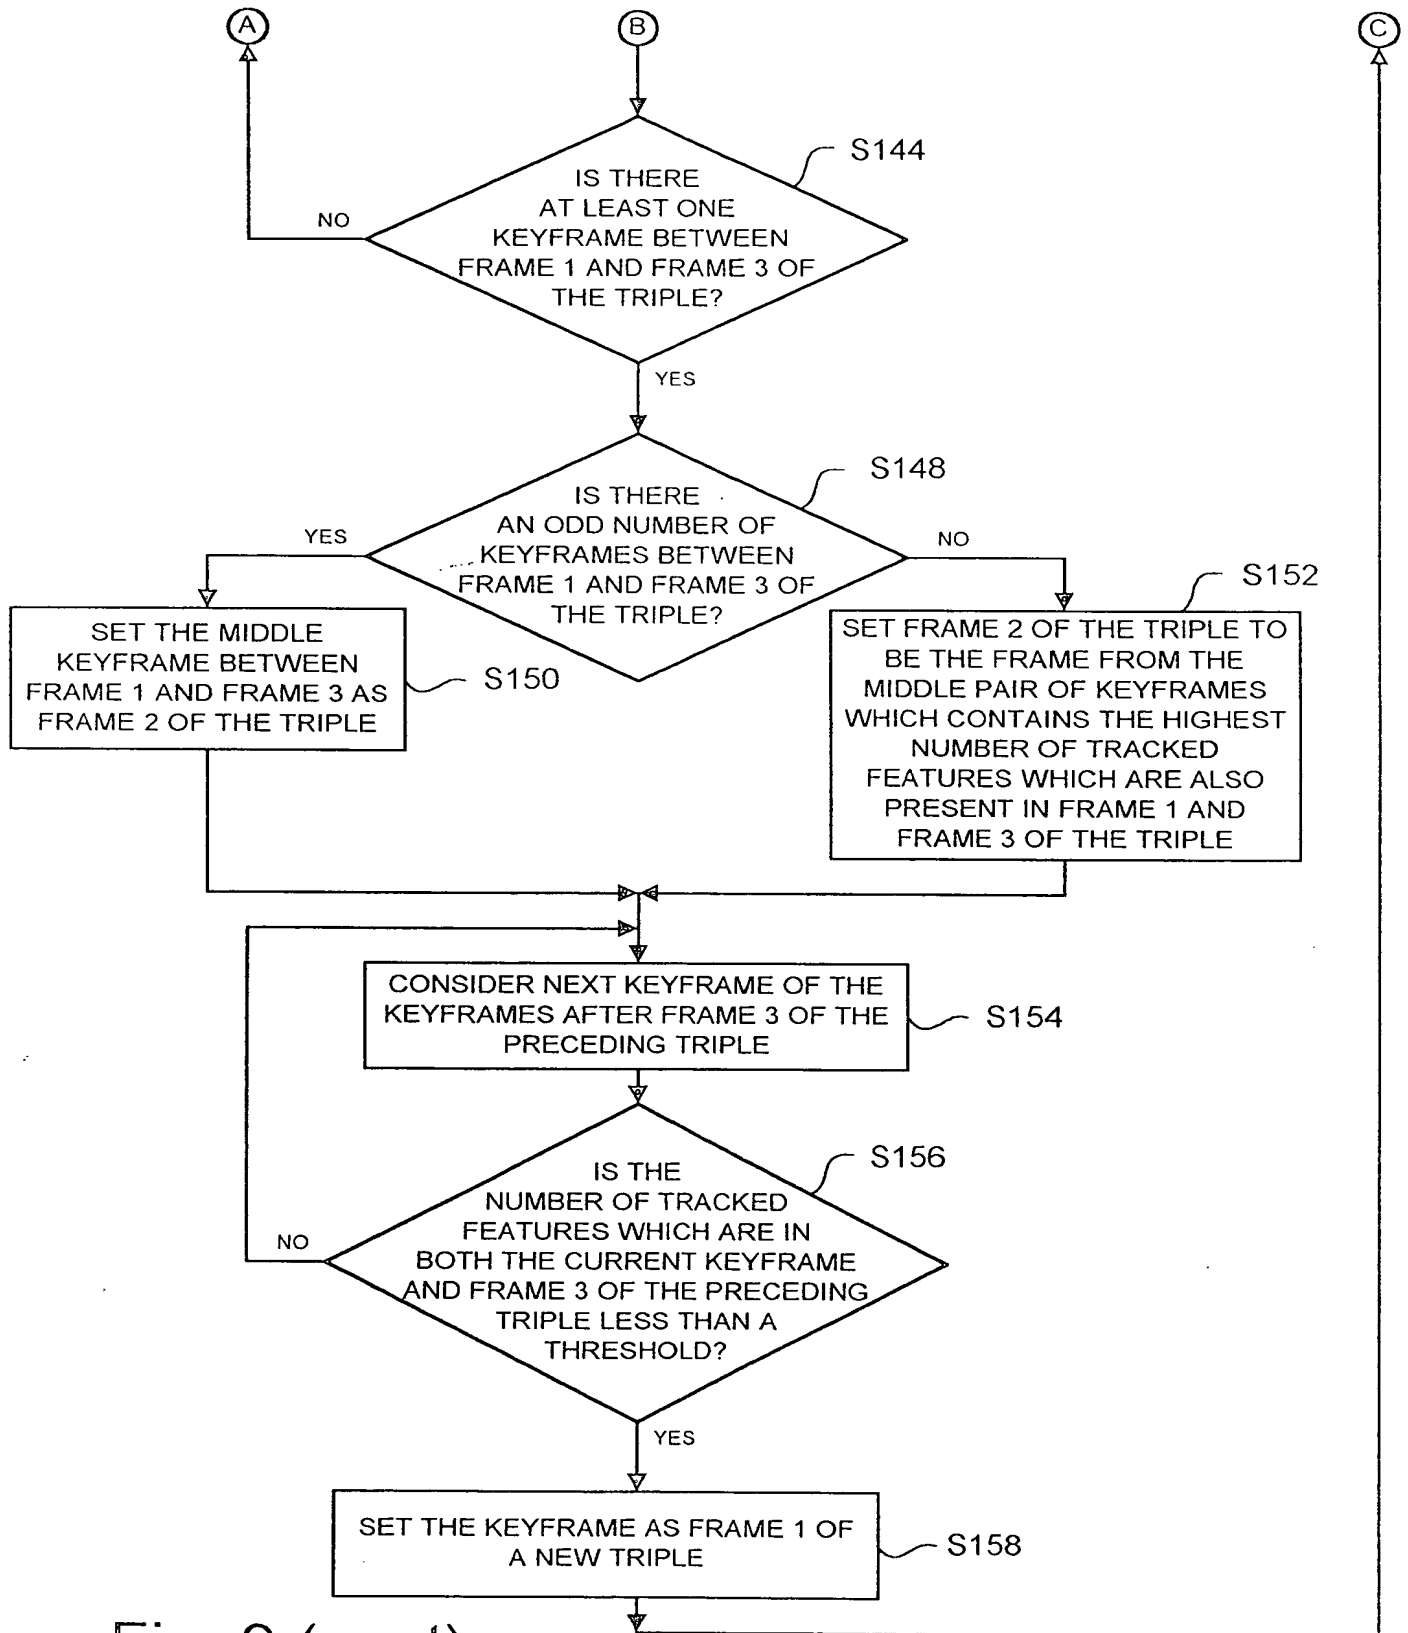 A
B
C
S144
IS THERE
AT LEAST ONE
KEYFRAME BETWEEN
FRAME 1 AND FRAME 3 OF
THE TRIPLE?
NO
YES
S148
IS THERE
AN ODD NUMBER OF
KEYFRAMES BETWEEN
FRAME 1 AND FRAME 3 OF
THE TRIPLE?
YES
NO
S152
SET THE MIDDLE
KEYFRAME BETWEEN
FRAME 1 AND FRAME 3 AS
FRAME 2 OF THE TRIPLE
S150
SET FRAME 2 OF THE TRIPLE TO
BE THE FRAME FROM THE
MIDDLE PAIR OF KEYFRAMES
WHICH CONTAINS THE HIGHEST
NUMBER OF TRACKED
FEATURES WHICH ARE ALSO
PRESENT IN FRAME 1 AND
FRAME 3 OF THE TRIPLE
CONSIDER NEXT KEYFRAME OF THE
KEYFRAMES AFTER FRAME 3 OF THE
PRECEDING TRIPLE
S154
S156
IS THE
NUMBER OF TRACKED
FEATURES WHICH ARE IN
BOTH THE CURRENT KEYFRAME
AND FRAME 3 OF THE PRECEDING
TRIPLE LESS THAN A
THRESHOLD?
NO
YES
SET THE KEYFRAME AS FRAME 1 OF
A NEW TRIPLE
S158